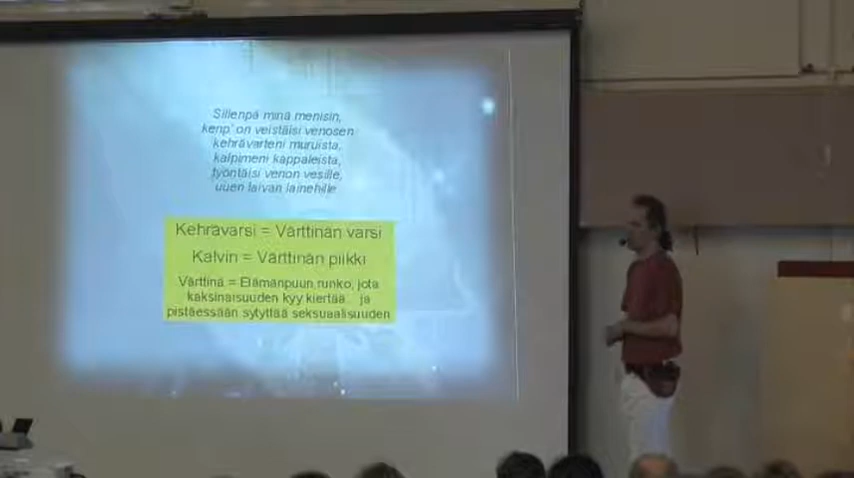 Sillenpä minä menisin,
kenp' on veistäisi venosen
kehrävarteni muruista,
kalpimeni kappaleista,
työntäisi venon vesille,
uuen laivan lainehille
Kehrävarsi = Värttinän varsi
Kalvin = Värttinän piikki
Värttinä = Elämänpuun runko, jota
kaksinaisuuden kyy kiertää... ja
pistäessään sytyttää seksuaalisuuden